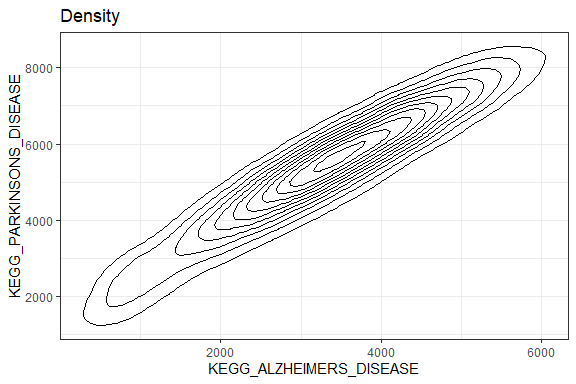 Density
KEGG_PARKINSONS_DISEASE
8000
6000
4000
2000
2000 4000 6000
KEGG_ALZHEIMERS_DISEASE